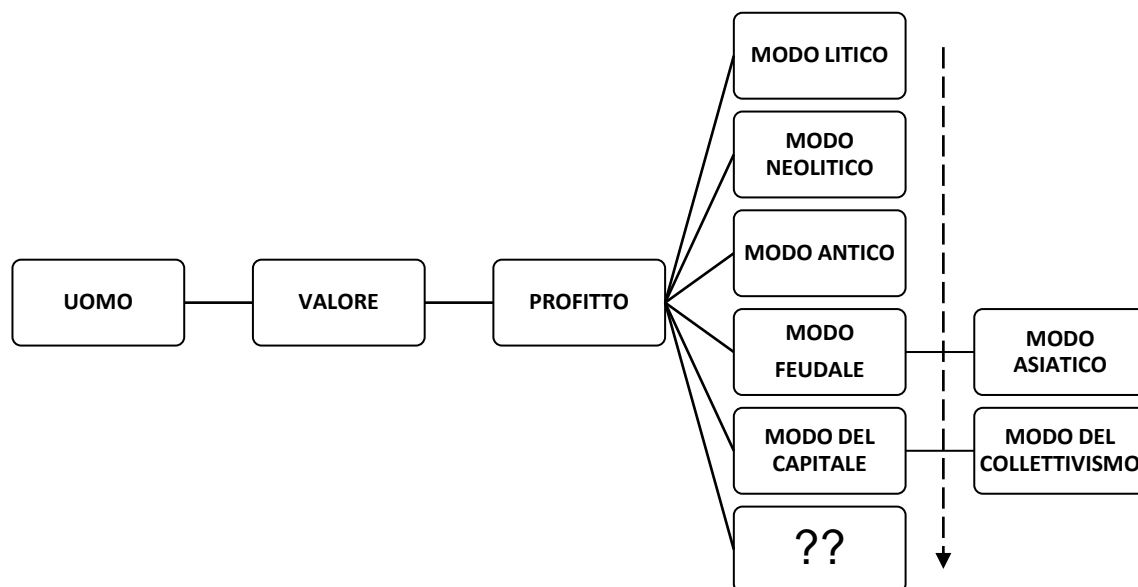 MODO LITICO
MODO
NEOLITICO
MODO ANTICO
UOMO
VALORE
PROFITTO
MODO
FEUDALE
MODO
ASIATICO
MODO DEL
CAPITALE
MODO DEL
COLLETTIVISMO
??